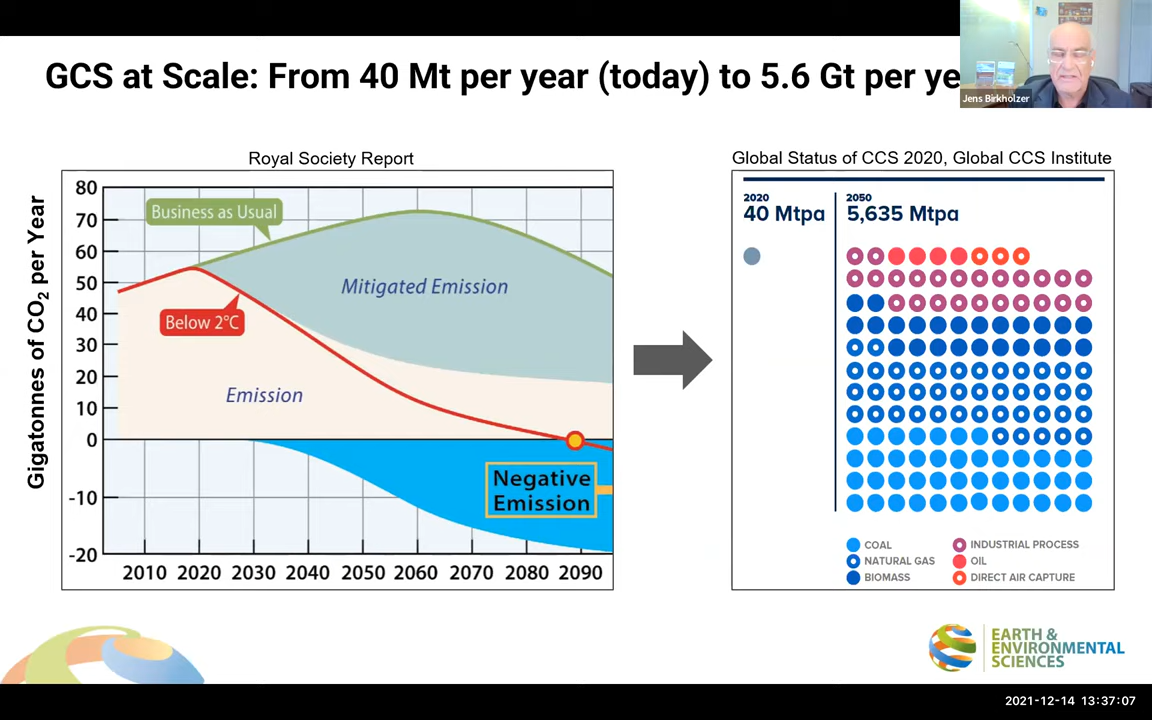 GCS at Scale: From 40 Mt per year (today) to 5.6 Gt per ye
Jens Birkholzer
Royal Society Report
Gigatonnes of CO₂ per Year
80
70
60
50
40
30
20
10
0
-10
-20
Business as Usual
Mitigated Emission
Below 2°C
Emission
Negative
Emission
2010 2020 2030 2040 2050 2060 2070 2080 2090
Global Status of CCS 2020, Global CCS Institute
2020
40 Mtpa
2050
5,635 Mtpa
COAL
NATURAL GAS
BIOMASS
INDUSTRIAL PROCESS
OIL
DIRECT AIR CAPTURE
EARTH &
ENVIRONMENTAL
SCIENCES
2021-12-14 13:37:07